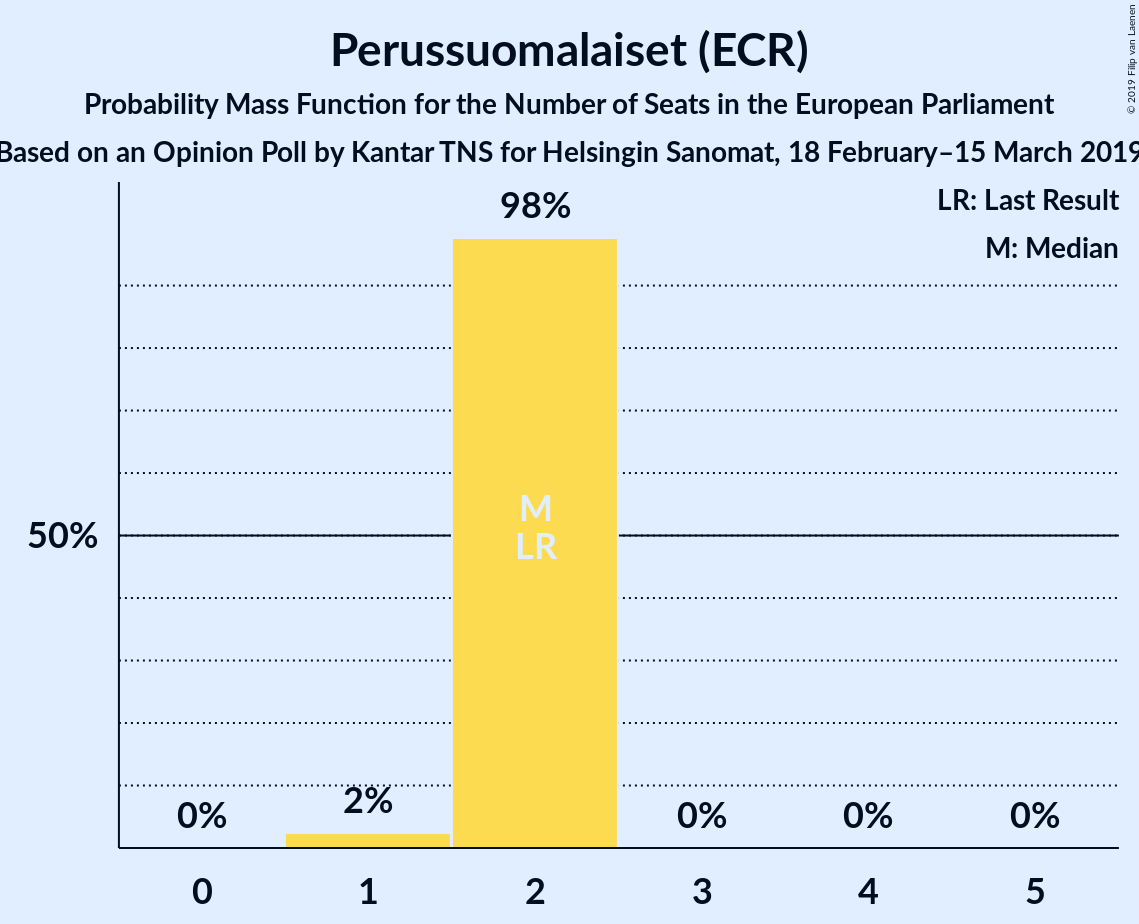 Perussuomalaiset (ECR)
Probability Mass Function for the Number of Seats in the European Parliament
Based on an Opinion Poll by Kantar TNS for Helsingin Sanomat, 18 February–15 March 2019
© 2019 Filip van Laenen
LR: Last Result
M: Median
98%
M
LR
50%
0%
2%
0%
0%
0%
0
1
2
3
4
5